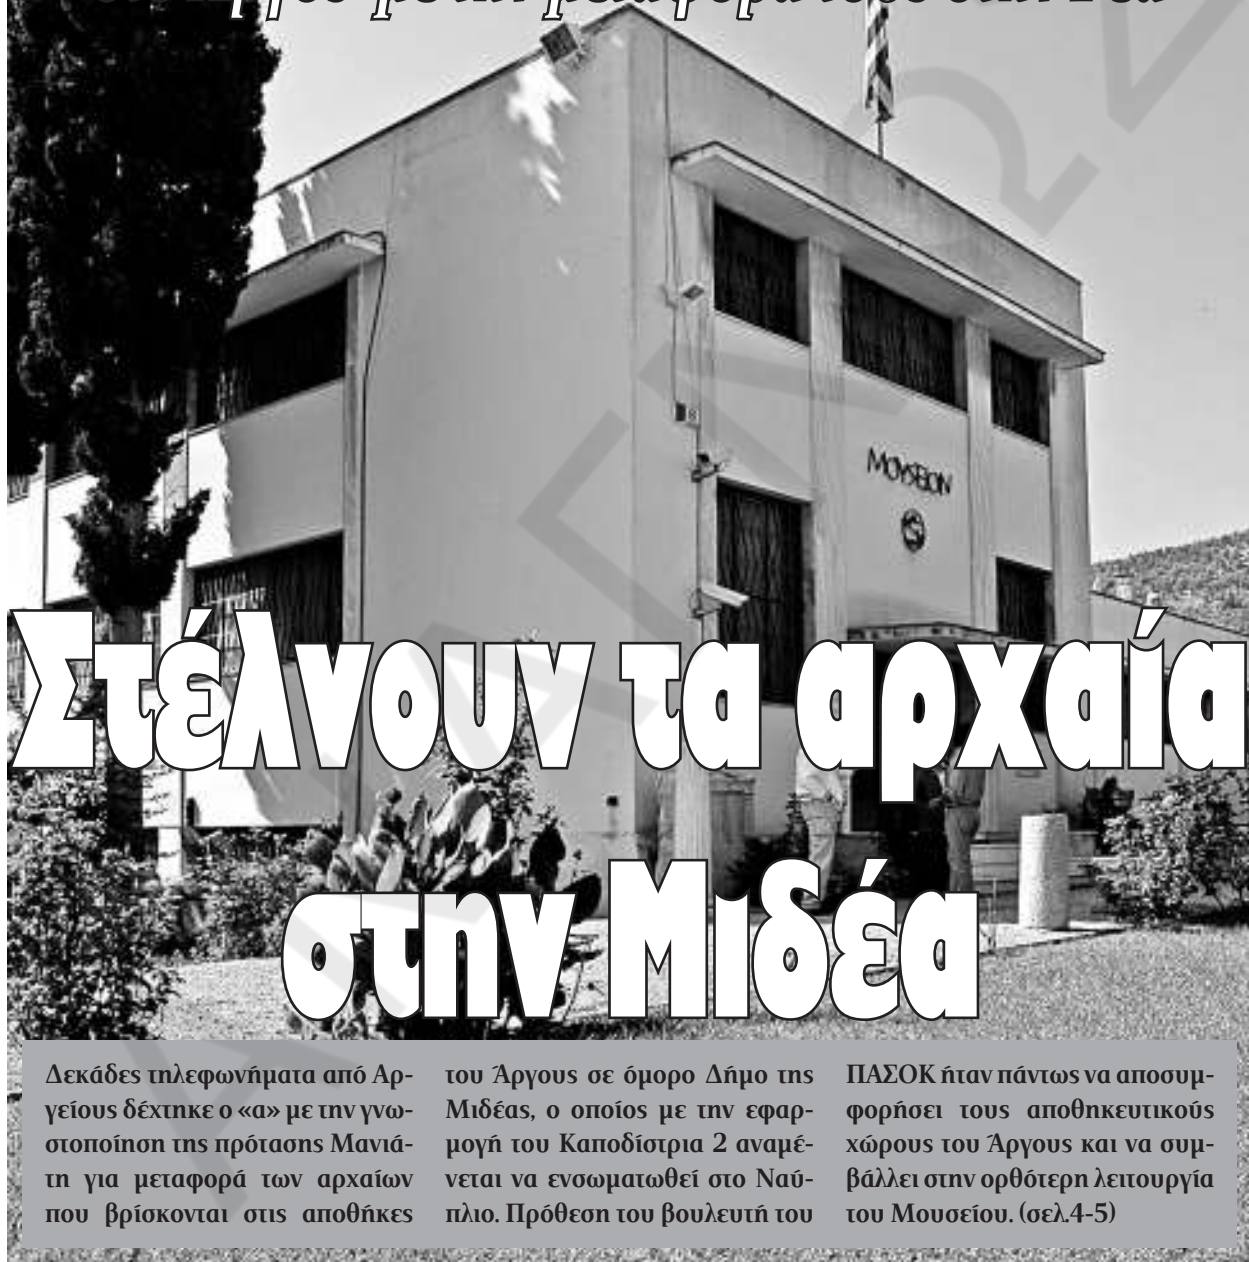 ΜΟΥΣΕΙΟΝ
Στέλνουν τα αρχαία
στην Μιδέα
Δεκάδες τηλεφωνήματα από Αρ-
γείους δέχτηκε ο «α» με την γνω-
στοποίηση της πρότασης Μανιά-
τη για μεταφορά των αρχαίων
που βρίσκονται στις αποθήκες
του Άργους σε όμορο Δήμο της
Μιδέας, ο οποίος με την εφαρ-
μογή του Καποδίστρια 2 αναμέ-
νεται να ενσωματωθεί στο Ναύ-
πλιο. Πρόθεση του βουλευτή του
ΠΑΣΟΚ ήταν πάντως να αποσυμ-
φορήσει τους αποθηκευτικούς
χώρους του Άργους και να συμ-
βάλλει στην ορθότερη λειτουργία
του Μουσείου. (σελ.4-5)